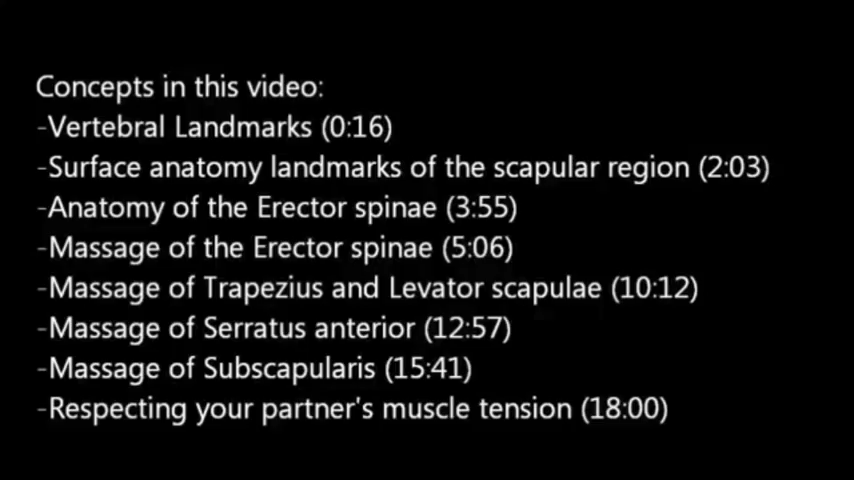 Concepts in this video:
-Vertebral Landmarks (0:16)
-Surface anatomy landmarks of the scapular region (2:03)
-Anatomy of the Erector spinae (3:55)
-Massage of the Erector spinae (5:06)
-Massage of Trapezius and Levator scapulae (10:12)
-Massage of Serratus anterior (12:57)
-Massage of Subscapularis (15:41)
-Respecting your partner's muscle tension (18:00)